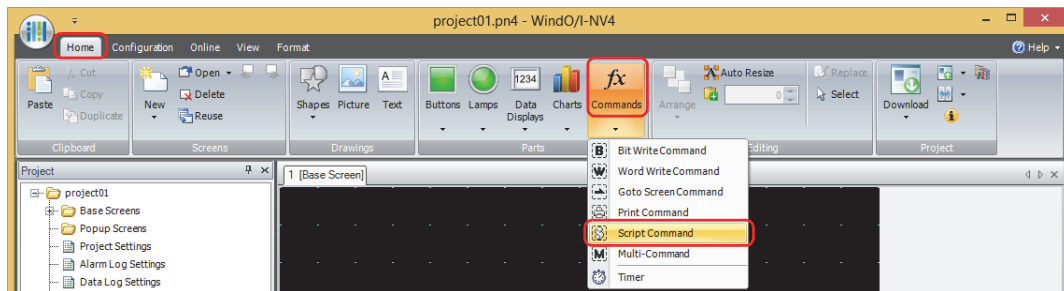 project01.pn4 - WindO/I-NV4
Home Configuration Online View Format Help
Paste
Cut
Copy
Duplicate
Clipboard
New
Open
Delete
Reuse
Screens
Shapes Picture Text
Drawings
Buttons Lamps Data Displays Charts Commands
1234
fx
Parts
Arrange
Auto Resize
0
Replace
Select
Editing
Download
Project
Project
project01
Base Screens
Popup Screens
Project Settings
Alarm Log Settings
Data Log Settings
1 [Base Screen]
B Bit Write Command
W Word Write Command
Goto Screen Command
Print Command
S Script Command
M Multi-Command
Timer